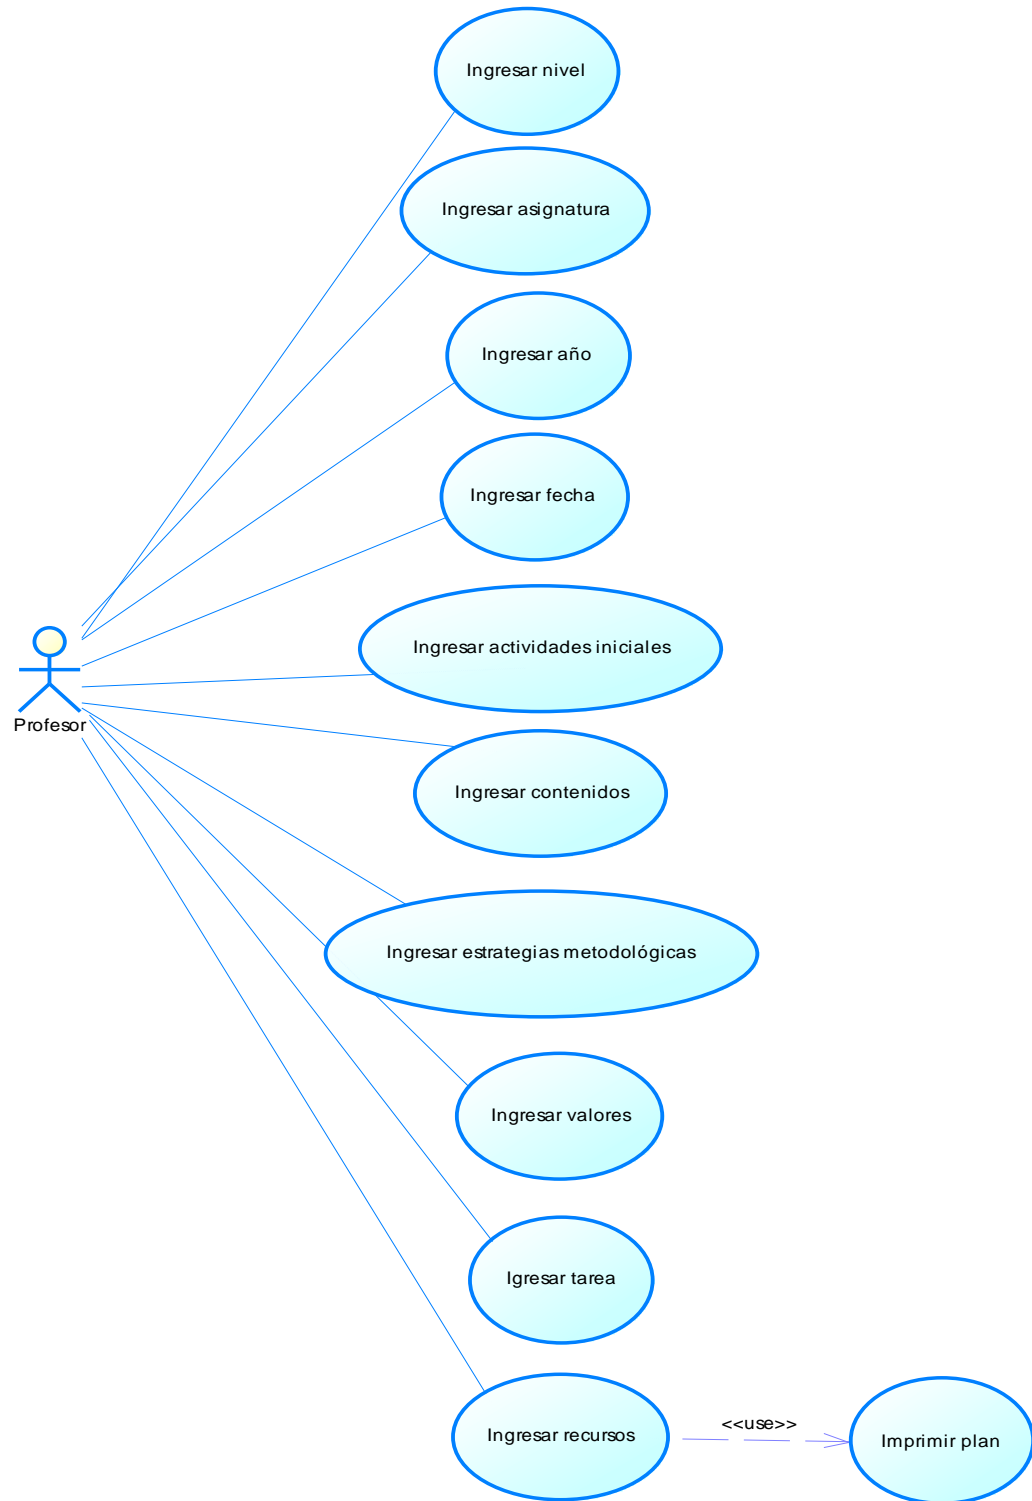 Ingresar nivel
Ingresar asignatura
Ingresar año
Ingresar fecha
Ingresar actividades iniciales
Profesor
Ingresar contenidos
Ingresar estrategias metodológicas
Ingresar valores
Igresar tarea
Ingresar recursos
<<use>>
Imprimir plan